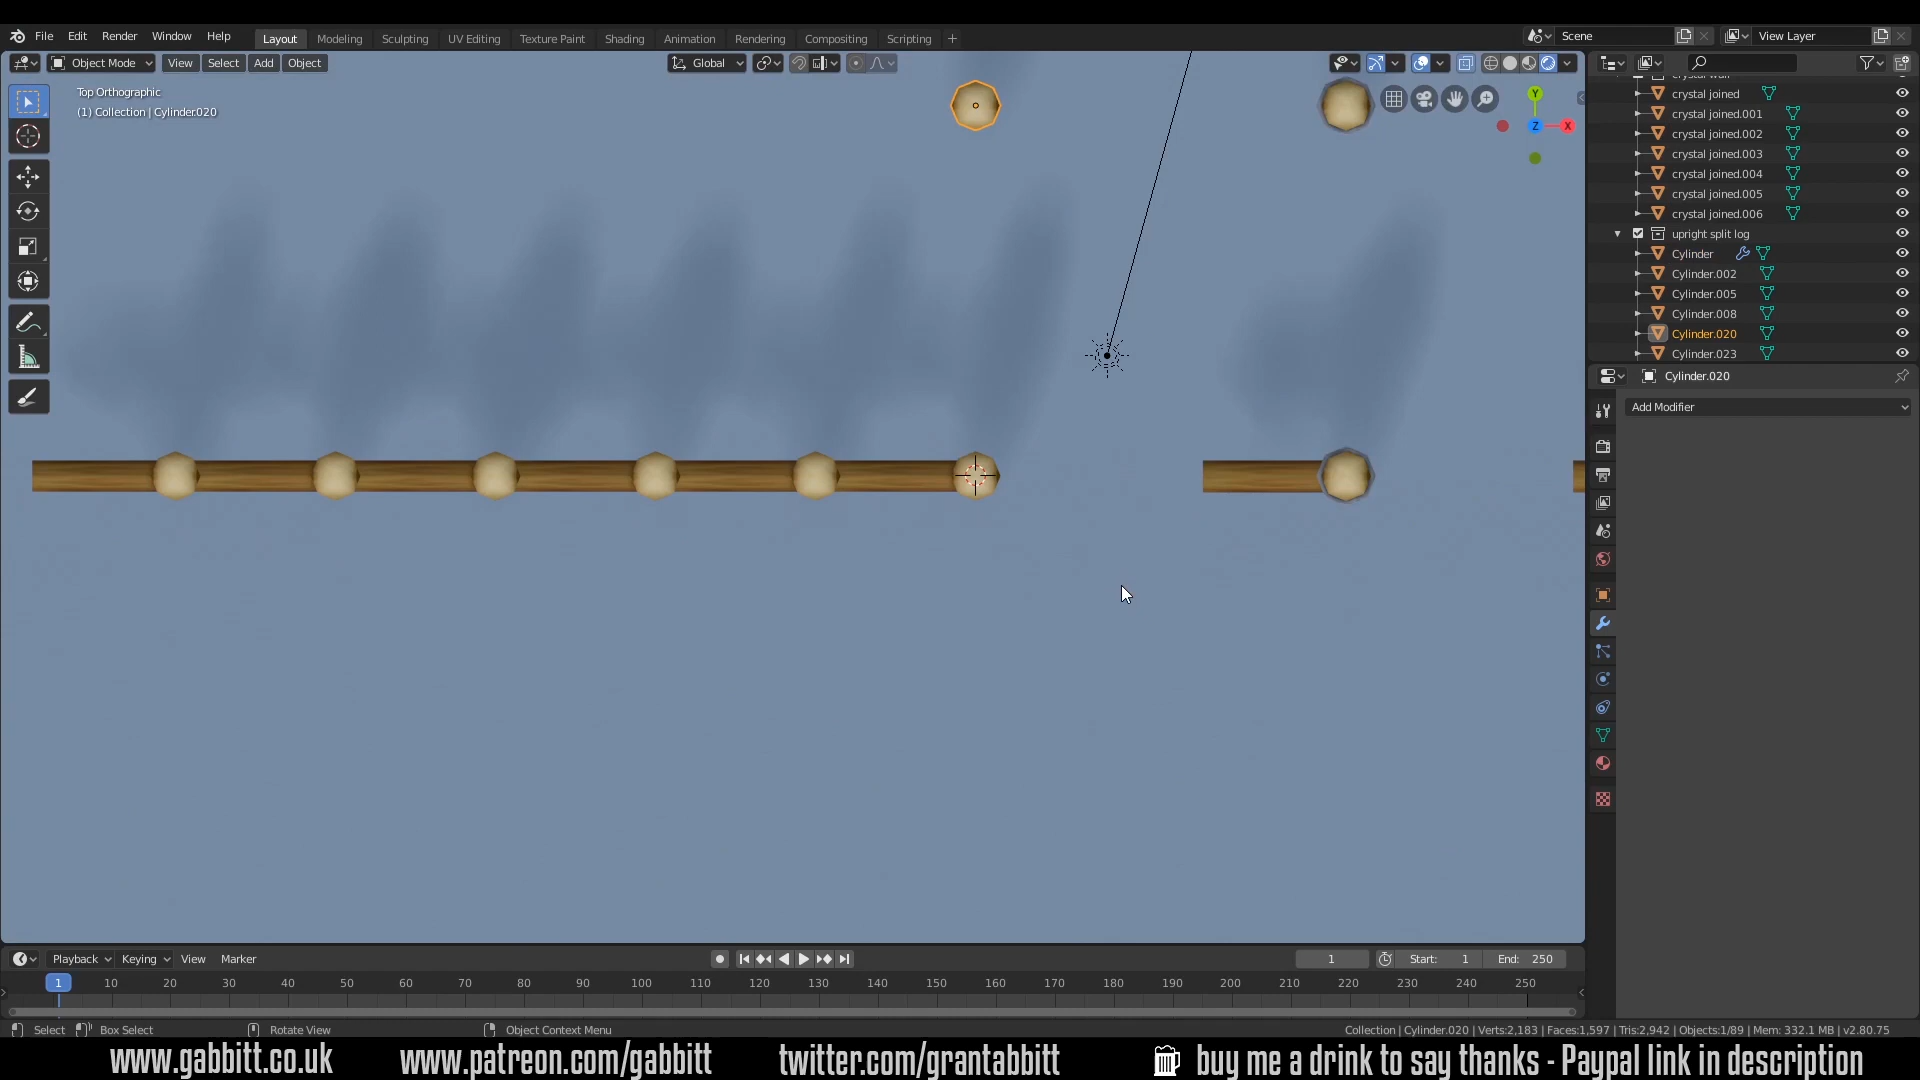 File Edit Render Window Help Layout Modeling Sculpting UV Editing Texture Paint Shading Animation Rendering Compositing Scripting + Scene View Layer
Object Mode View Select Add Object Global
Top Orthographic
(1) Collection | Cylinder.020
Y
Z
X
crystal joined
crystal joined.001
crystal joined.002
crystal joined.003
crystal joined.004
crystal joined.005
crystal joined.006
upright split log
Cylinder
Cylinder.002
Cylinder.005
Cylinder.008
Cylinder.020
Cylinder.023
Cylinder.020
Add Modifier
Playback Keying View Marker 1 Start: 1 End: 250
1 10 20 30 40 50 60 70 80 90 100 110 120 130 140 150 160 170 180 190 200 210 220 230 240 250
Select Box Select Rotate View Object Context Menu Collection | Cylinder.020 | Verts:2,183 | Faces:1,597 | Tris:2,942 | Objects:1/89 | Mem: 332.1 MB | v2.80.75
www.gabbitt.co.uk www.patreon.com/gabbitt twitter.com/grantabbitt buy me a drink to say thanks - Paypal link in description